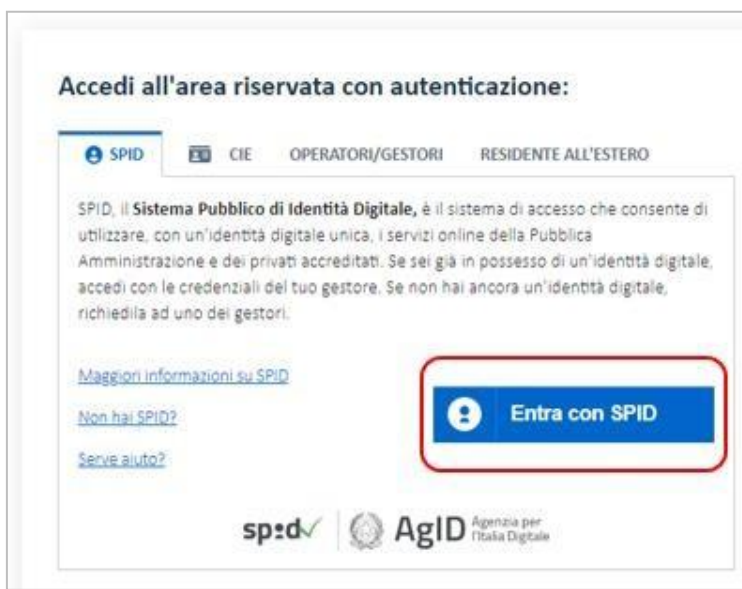 Accedi all'area riservata con autenticazione:
SPID CIE OPERATORI/GESTORI RESIDENTE ALL'ESTERO
SPID, il Sistema Pubblico di Identità Digitale, è il sistema di accesso che consente di
utilizzare, con un'identità digitale unica, i servizi online della Pubblica
Amministrazione e dei privati accreditati. Se sei già in possesso di un'identità digitale,
accedi con le credenziali del tuo gestore. Se non hai ancora un'identità digitale,
richiedila ad uno dei gestori.
Maggiori informazioni su SPID
Non hai SPID?
Entra con SPID
Serve aiuto?
spid AgID Agenzia per
l'Italia Digitale